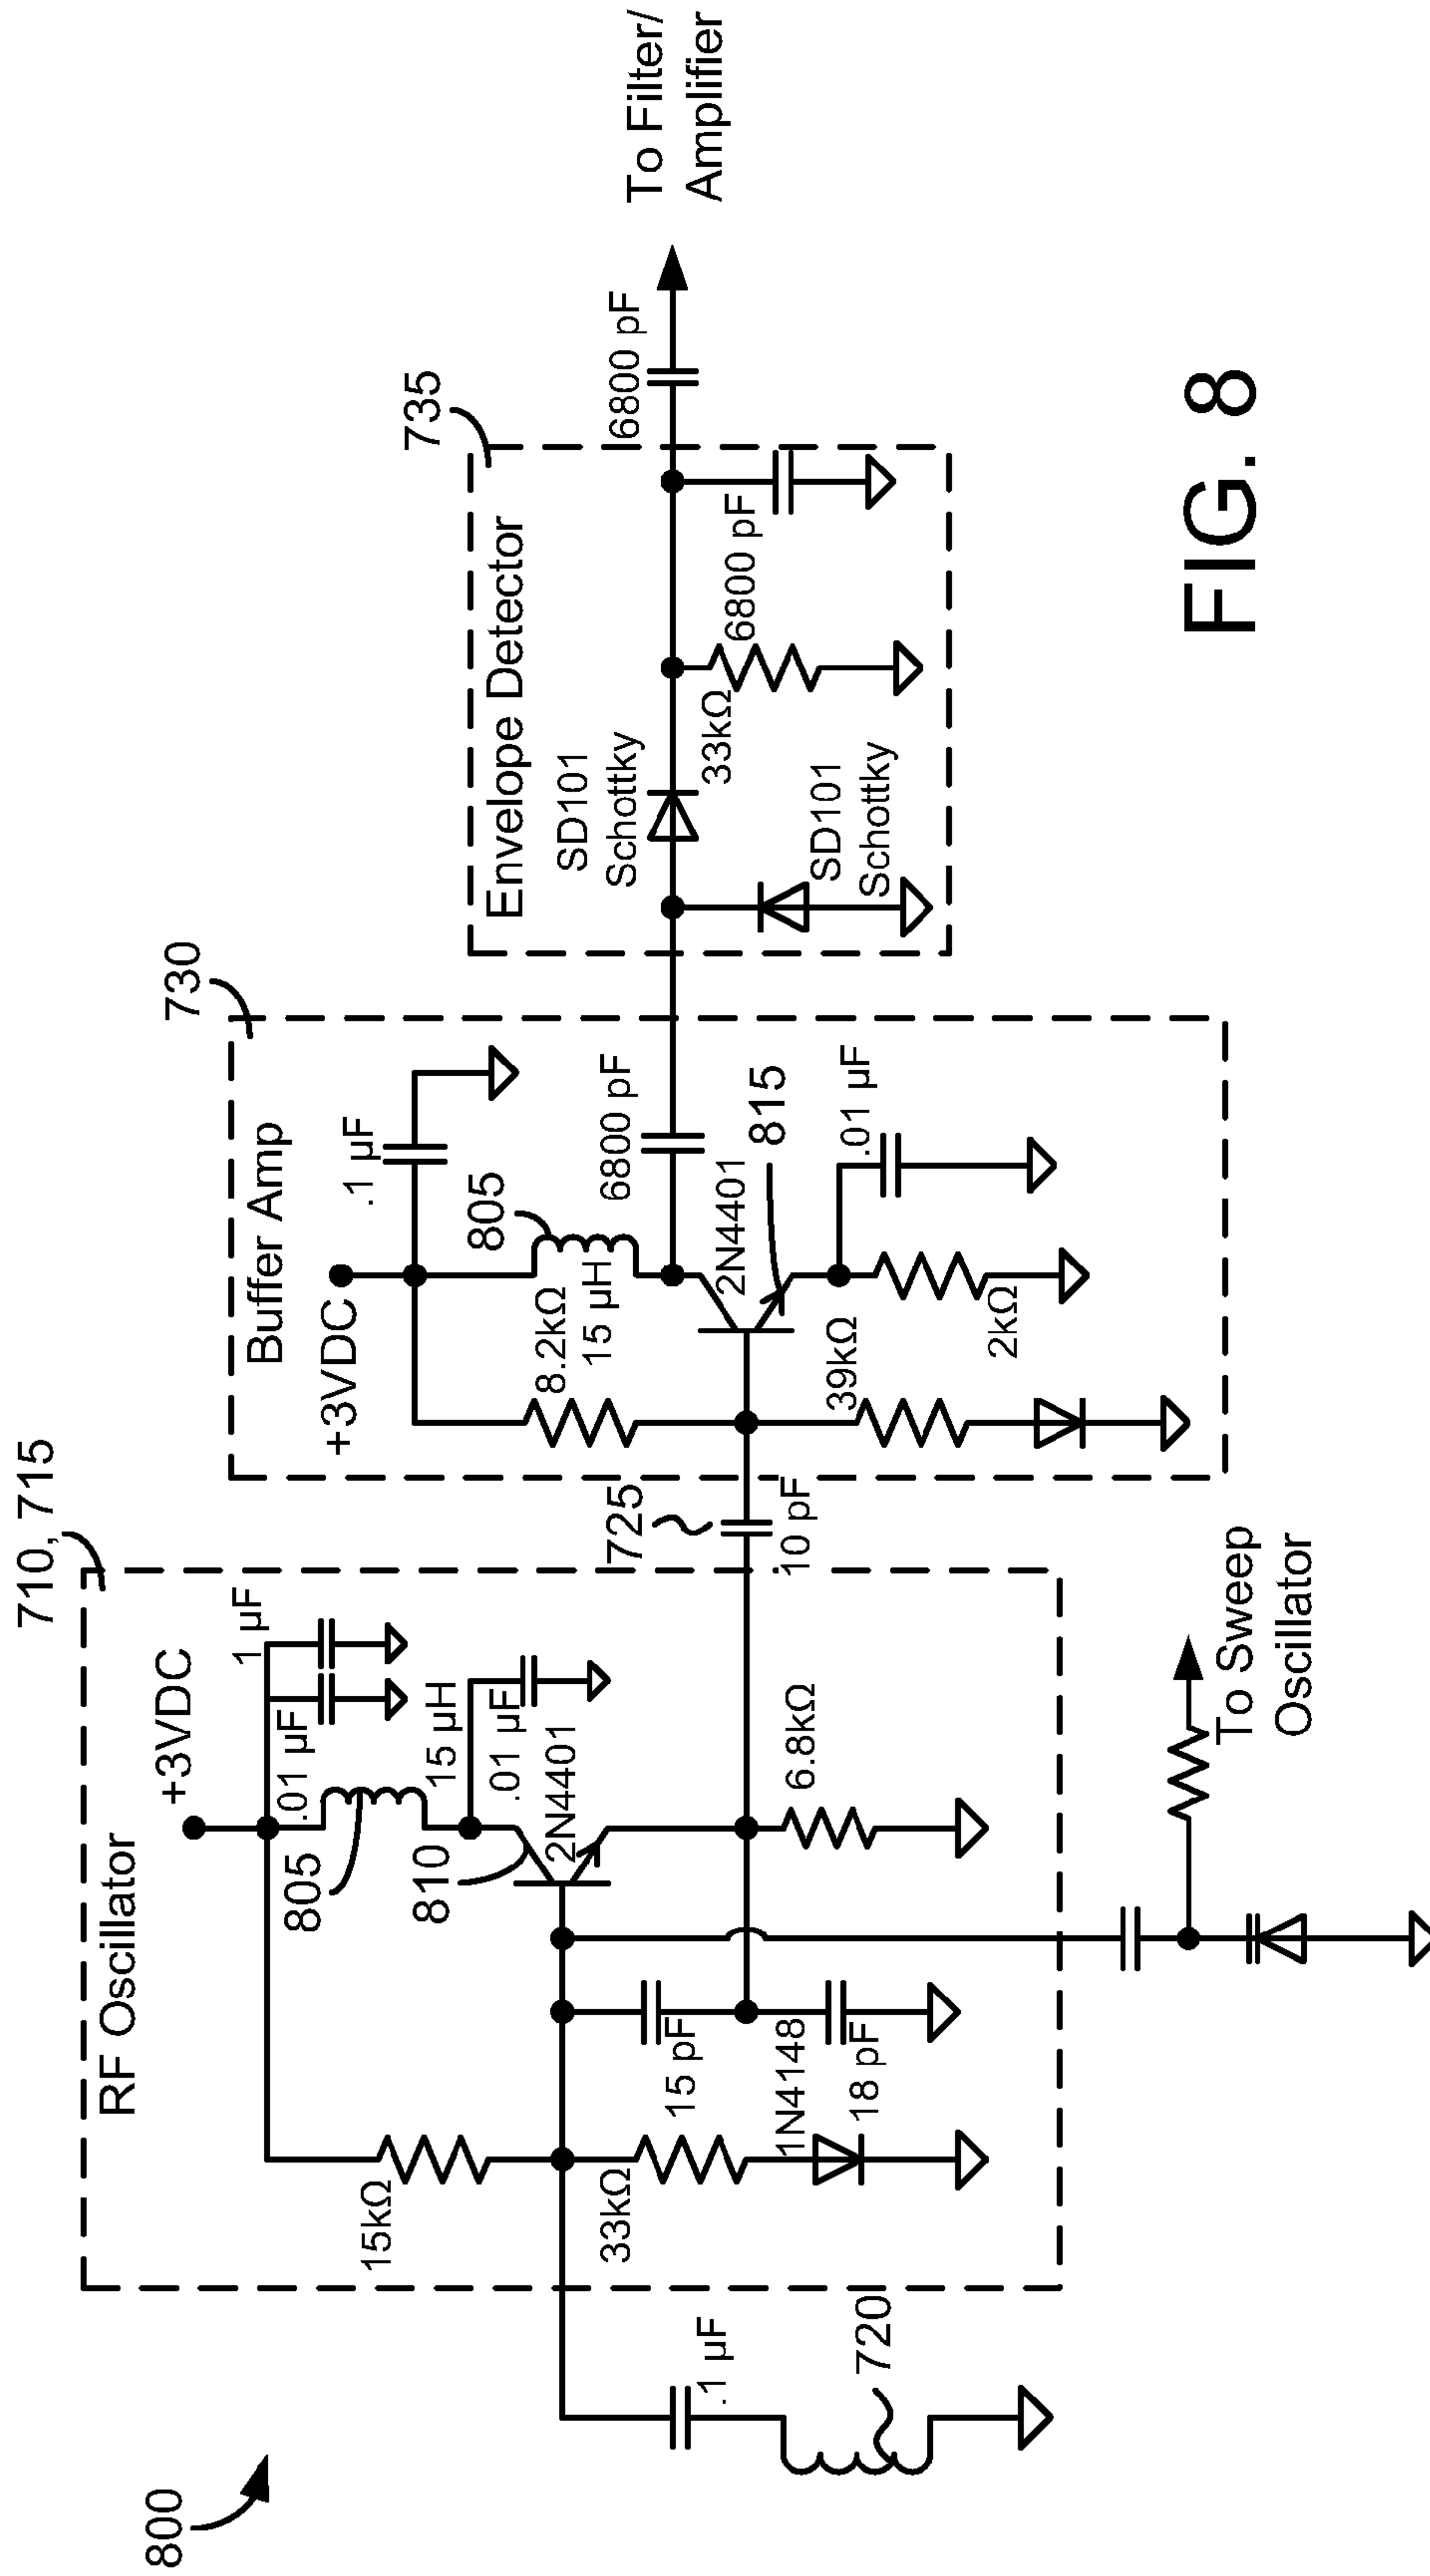 800
710, 715
RF Oscillator
+3VDC
1 µF
.01 µF
805
15 µH
810
.01 µF
2N4401
15kΩ
33kΩ
15 pF
1N4148
18 pF
6.8kΩ
.1 µF
720
To Sweep
Oscillator
725
10 pF
730
Buffer Amp
+3VDC
.1 µF
805
8.2kΩ
15 µH
6800 pF
2N4401
815
.01 µF
39kΩ
2kΩ
735
Envelope Detector
SD101
Schottky
SD101
Schottky
33kΩ
6800 pF
6800 pF
To Filter/
Amplifier
FIG. 8